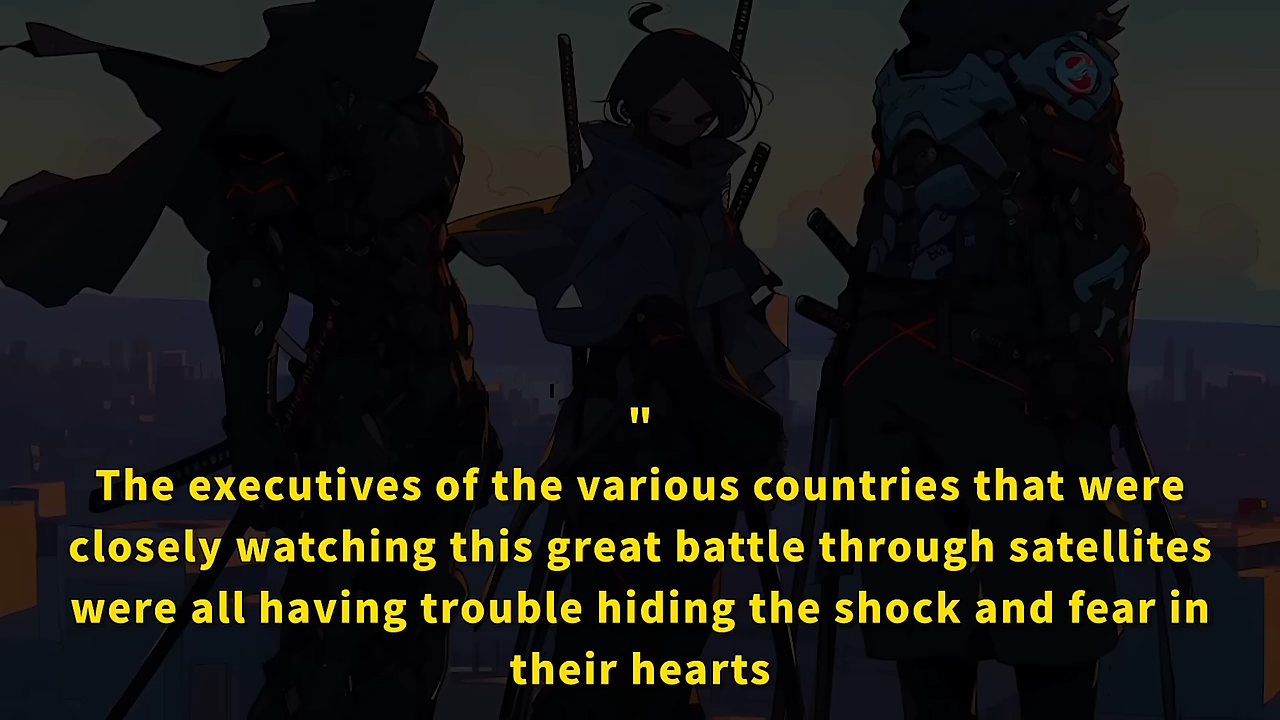 "
The executives of the various countries that were
closely watching this great battle through satellites
were all having trouble hiding the shock and fear in
their hearts